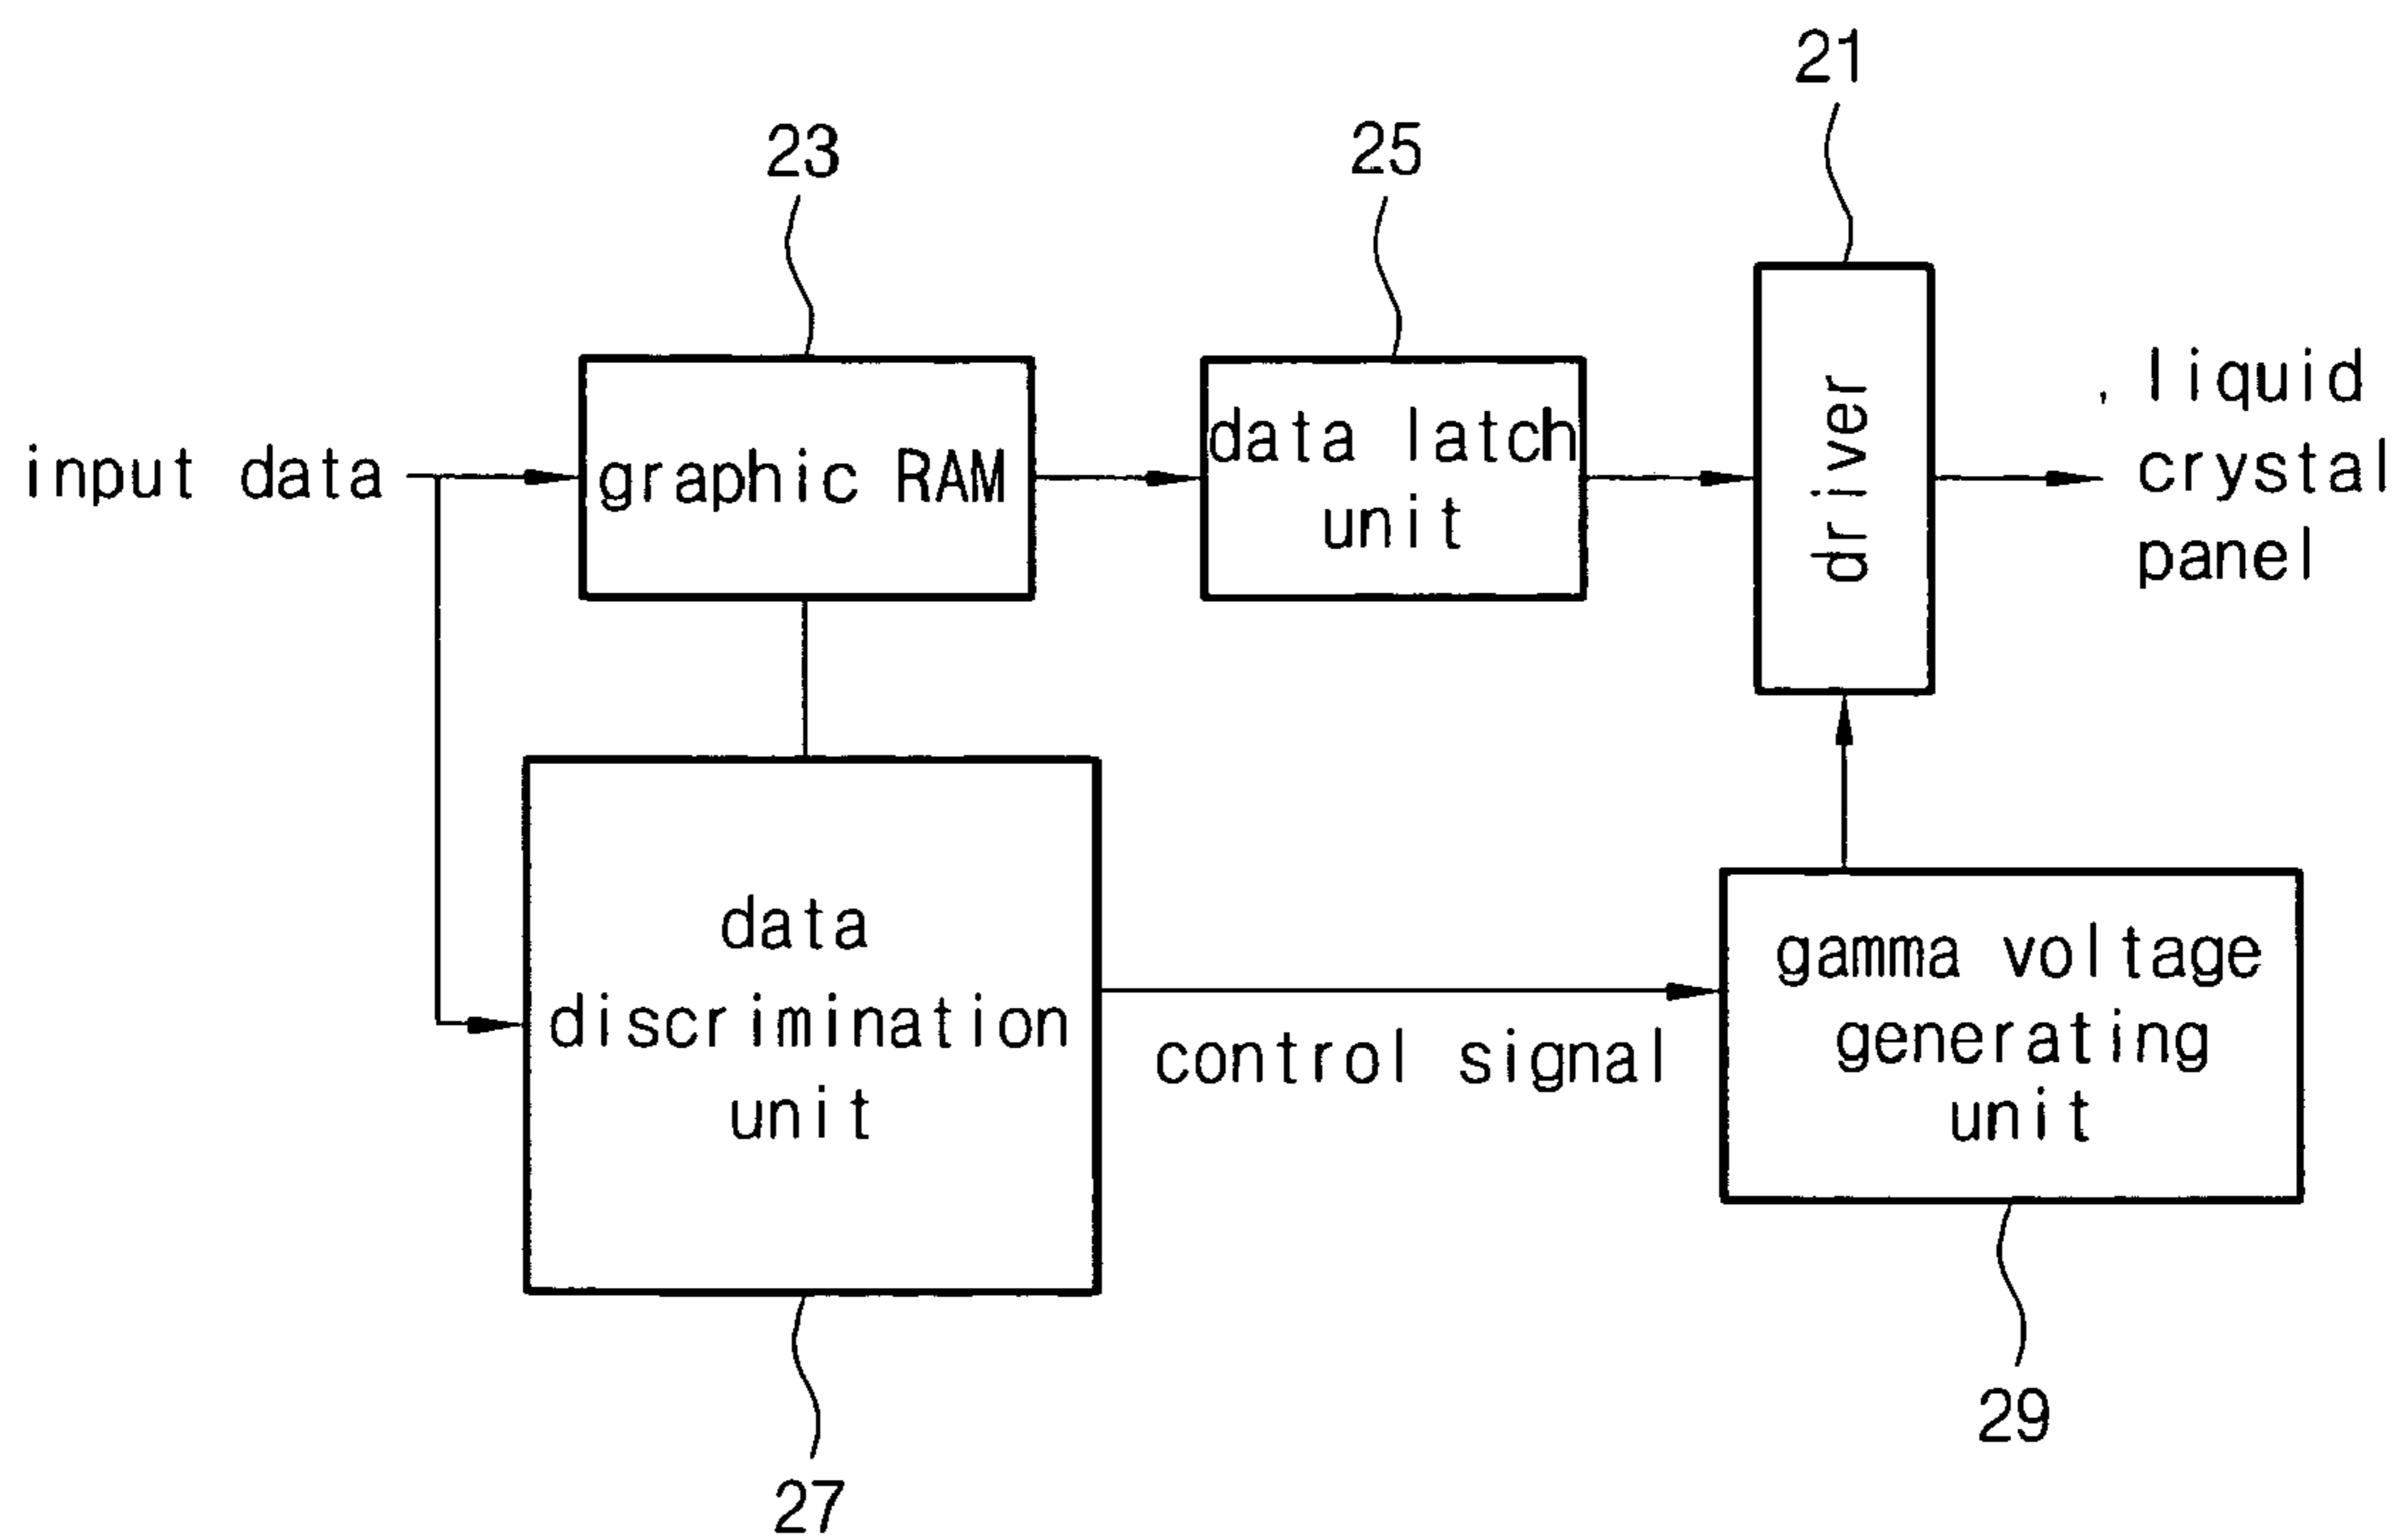 21
23
25
input data
graphic RAM
data latch
unit
driver
liquid
crystal
panel
data
discrimination
unit
control signal
gamma voltage
generating
unit
29
27